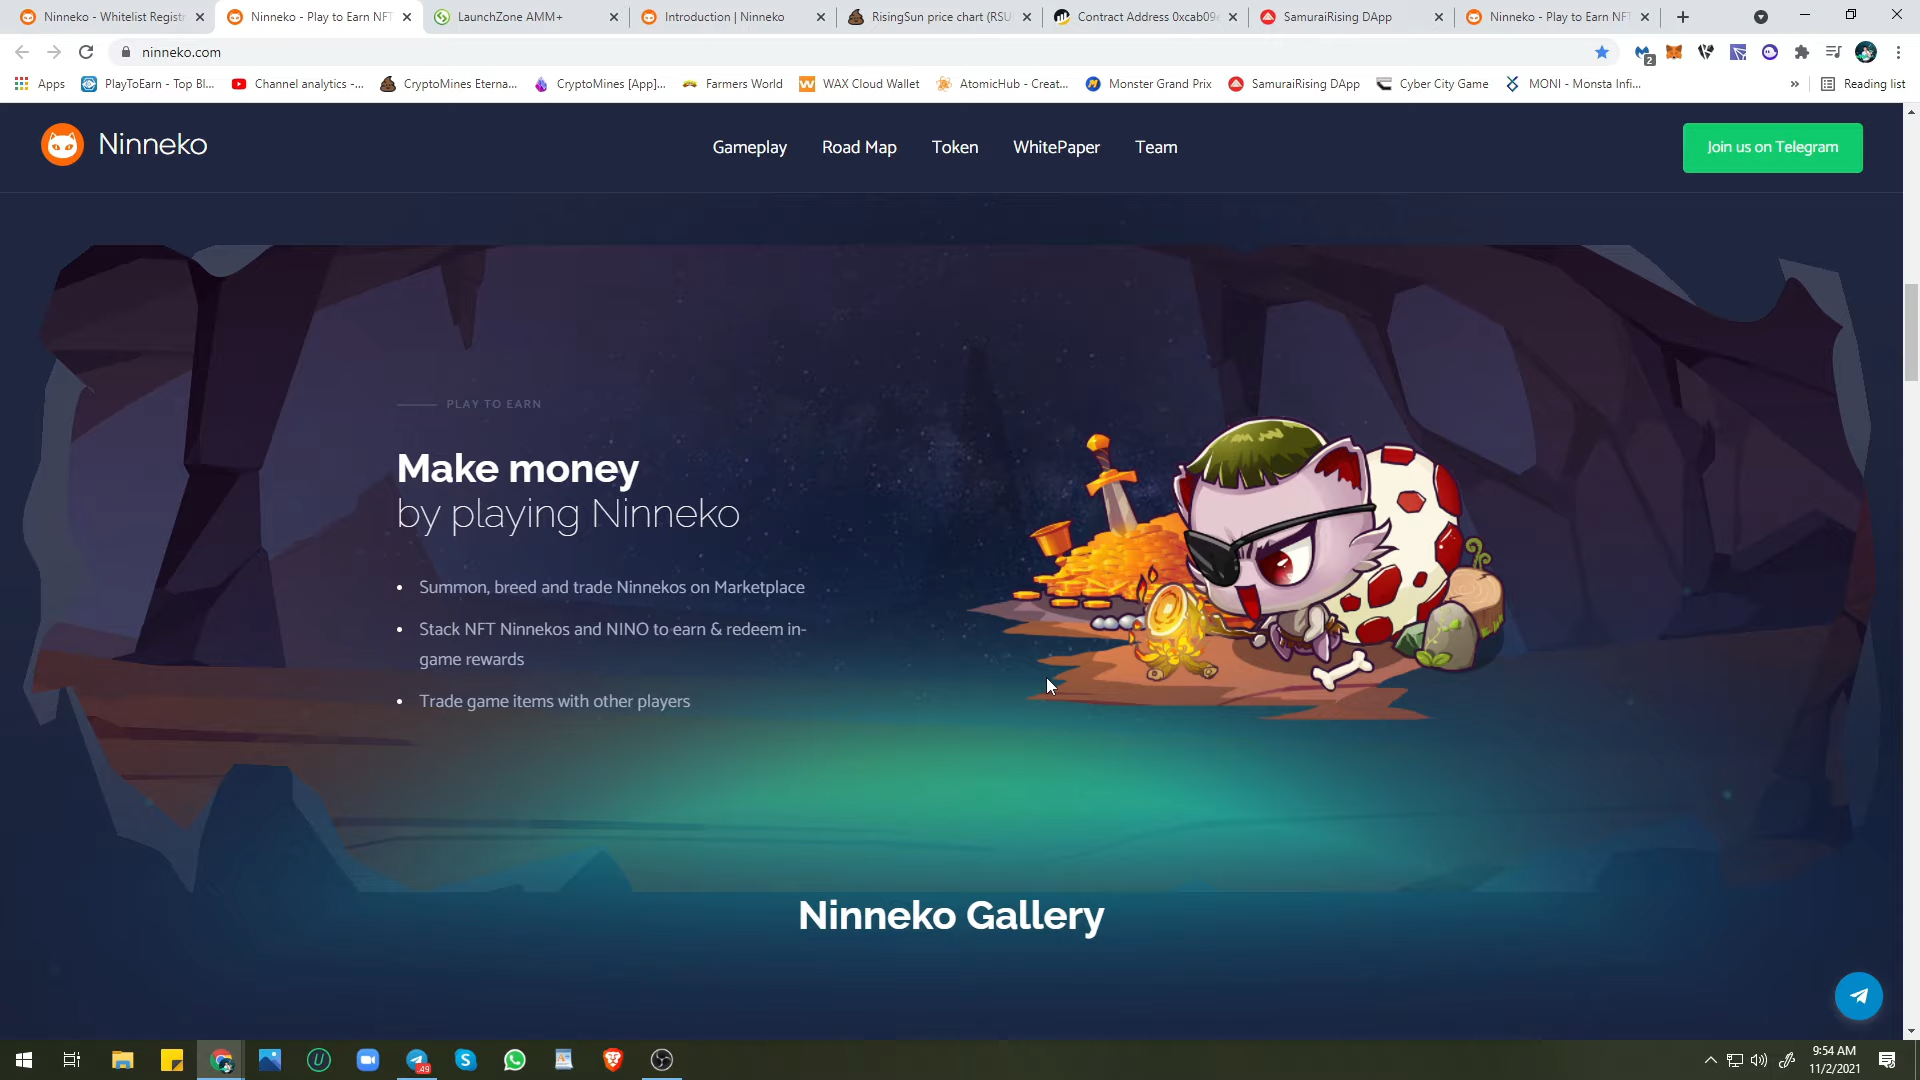 Ninneko - Whitelist Registr
Ninneko - Play to Earn NFT
LaunchZone AMM+
Introduction | Ninneko
RisingSun price chart (RSU
Contract Address 0xcab09
SamuraiRising DApp
Ninneko - Play to Earn NFT
ninneko.com
2
Apps
PlayToEarn - Top Bl...
Channel analytics -...
CryptoMines Eterna...
CryptoMines [App]...
Farmers World
WAX Cloud Wallet
AtomicHub - Creat...
Monster Grand Prix
SamuraiRising DApp
Cyber City Game
MONI - Monsta Infi...
»
Reading list
Ninneko
Gameplay
Road Map
Token
WhitePaper
Team
Join us on Telegram
PLAY TO EARN
Make money
by playing Ninneko
• Summon, breed and trade Ninnekos on Marketplace
• Stack NFT Ninnekos and NINO to earn & redeem in-
game rewards
• Trade game items with other players
Ninneko Gallery
49
9:54 AM
11/2/2021